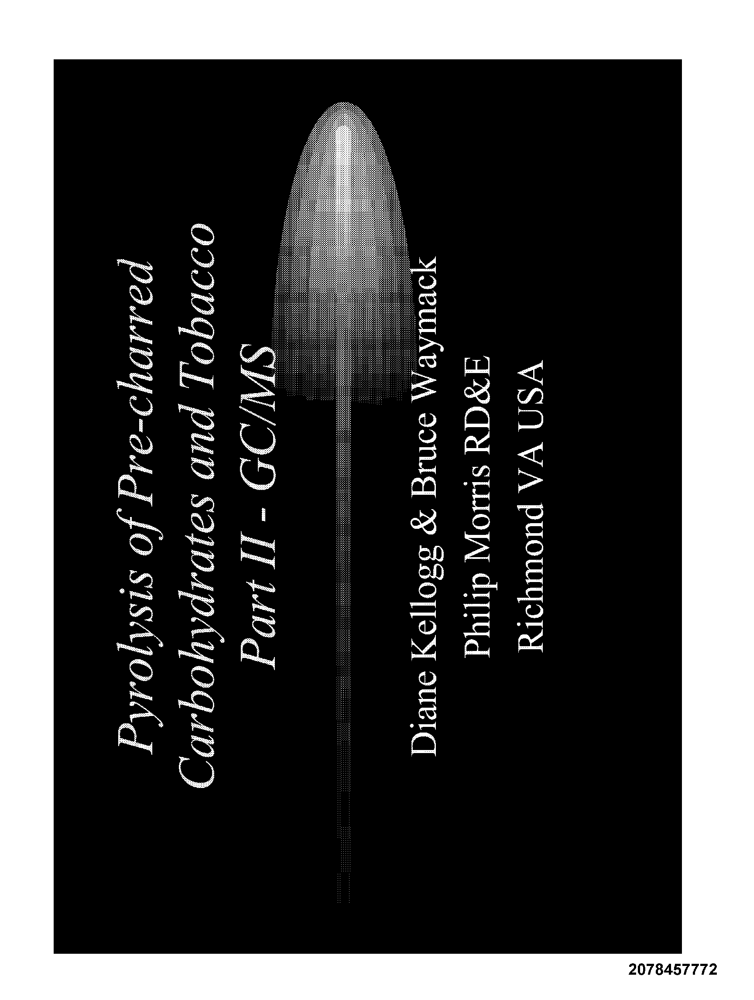 Pyrolysis of Pre-charred
Carbohydrates and Tobacco
Part II - GC/MS
Diane Kellogg & Bruce Waymack
Philip Morris RD&E
Richmond VA USA
2078457772